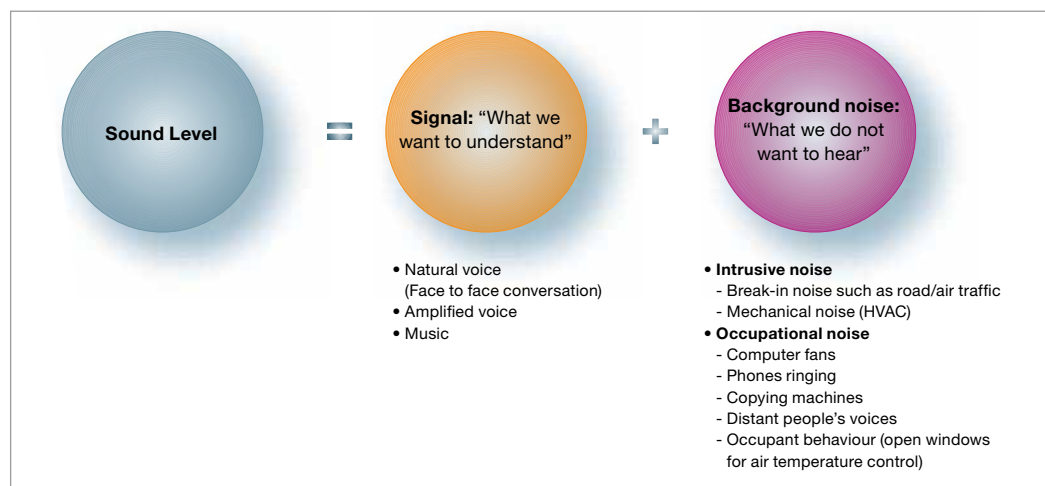 Sound Level
=
Signal: “What we
want to understand”
+
Background noise:
“What we do not
want to hear”
• Natural voice
(Face to face conversation)
• Amplified voice
• Music
• Intrusive noise
- Break-in noise such as road/air traffic
- Mechanical noise (HVAC)
• Occupational noise
- Computer fans
- Phones ringing
- Copying machines
- Distant people’s voices
- Occupant behaviour (open windows
for air temperature control)